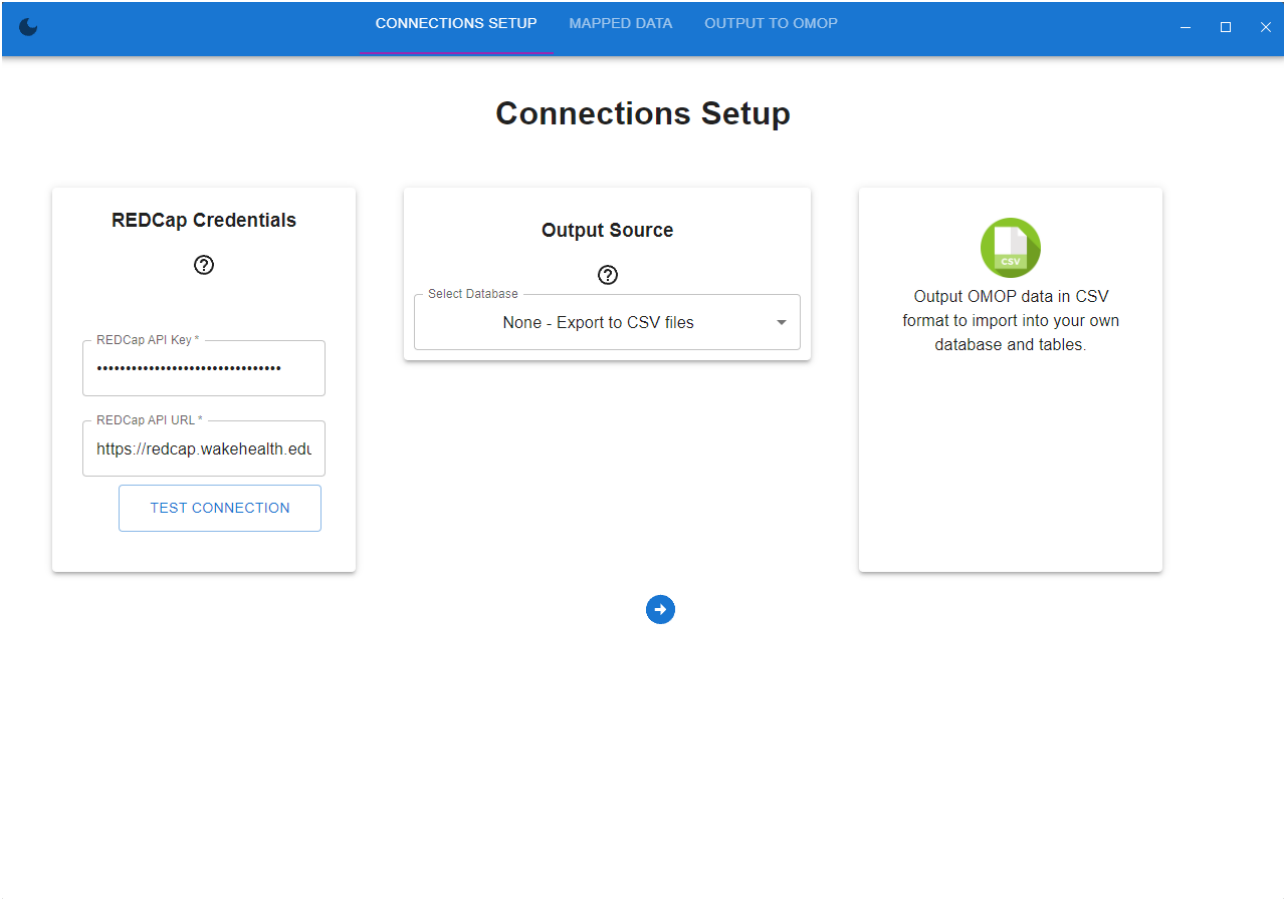 CONNECTIONS SETUP
MAPPED DATA
OUTPUT TO OMOP
Connections Setup
REDCap Credentials
REDCap API Key *
••••••••••••••••••••••••••••••••
REDCap API URL *
https://redcap.wakehealth.edu
TEST CONNECTION
Output Source
Select Database
None - Export to CSV files
CSV
Output OMOP data in CSV
format to import into your own
database and tables.